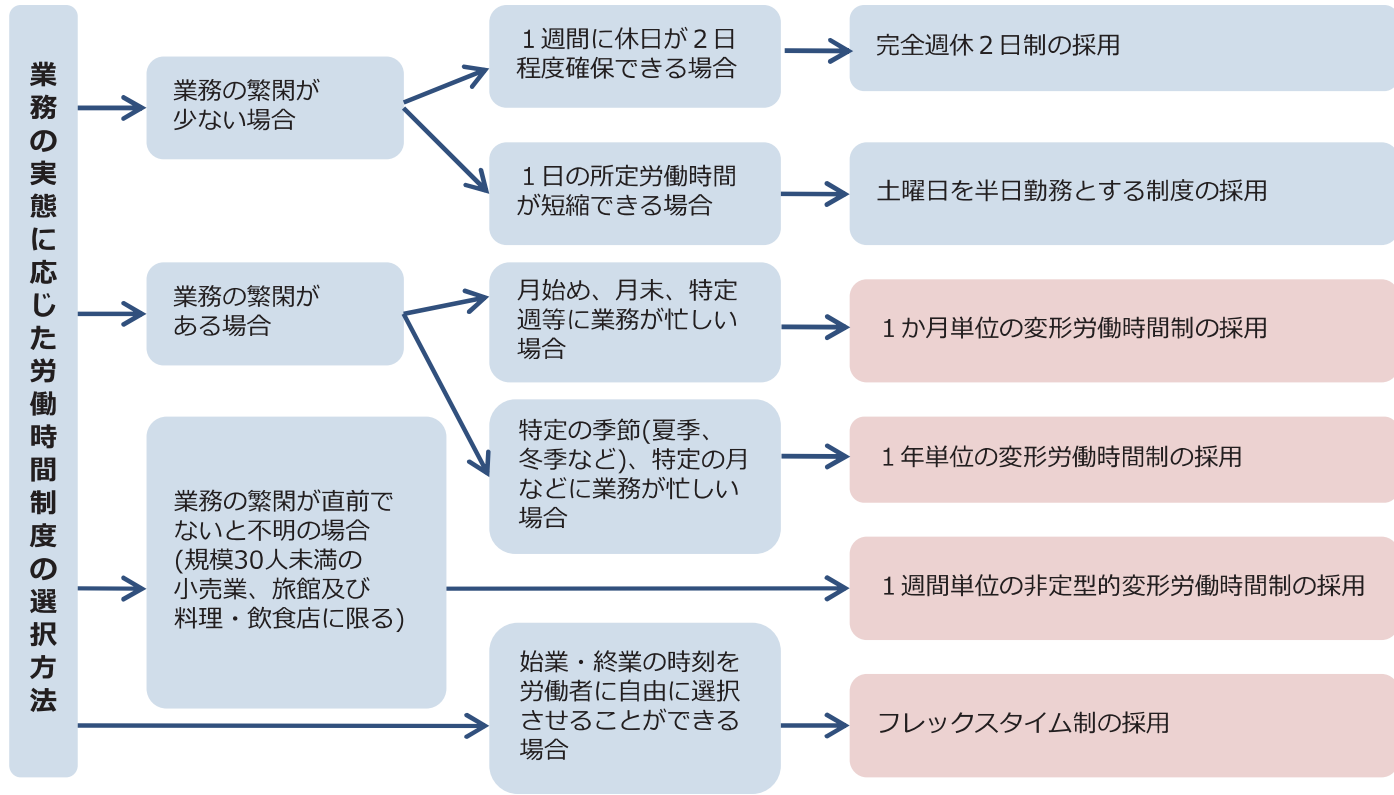 業務の実態に応じた労働時間制度の選択方法
業務の繁閑が
少ない場合
１週間に休日が２日
程度確保できる場合
完全週休２日制の採用
１日の所定労働時間
が短縮できる場合
土曜日を半日勤務とする制度の採用
業務の繁閑が
ある場合
月始め、月末、特定
週等に業務が忙しい
場合
１か月単位の変形労働時間制の採用
特定の季節(夏季、
冬季など)、特定の月
などに業務が忙しい
場合
１年単位の変形労働時間制の採用
業務の繁閑が直前で
ないと不明の場合
(規模30人未満の
小売業、旅館及び
料理・飲食店に限る)
１週間単位の非定型的変形労働時間制の採用
始業・終業の時刻を
労働者に自由に選択
させることができる
場合
フレックスタイム制の採用